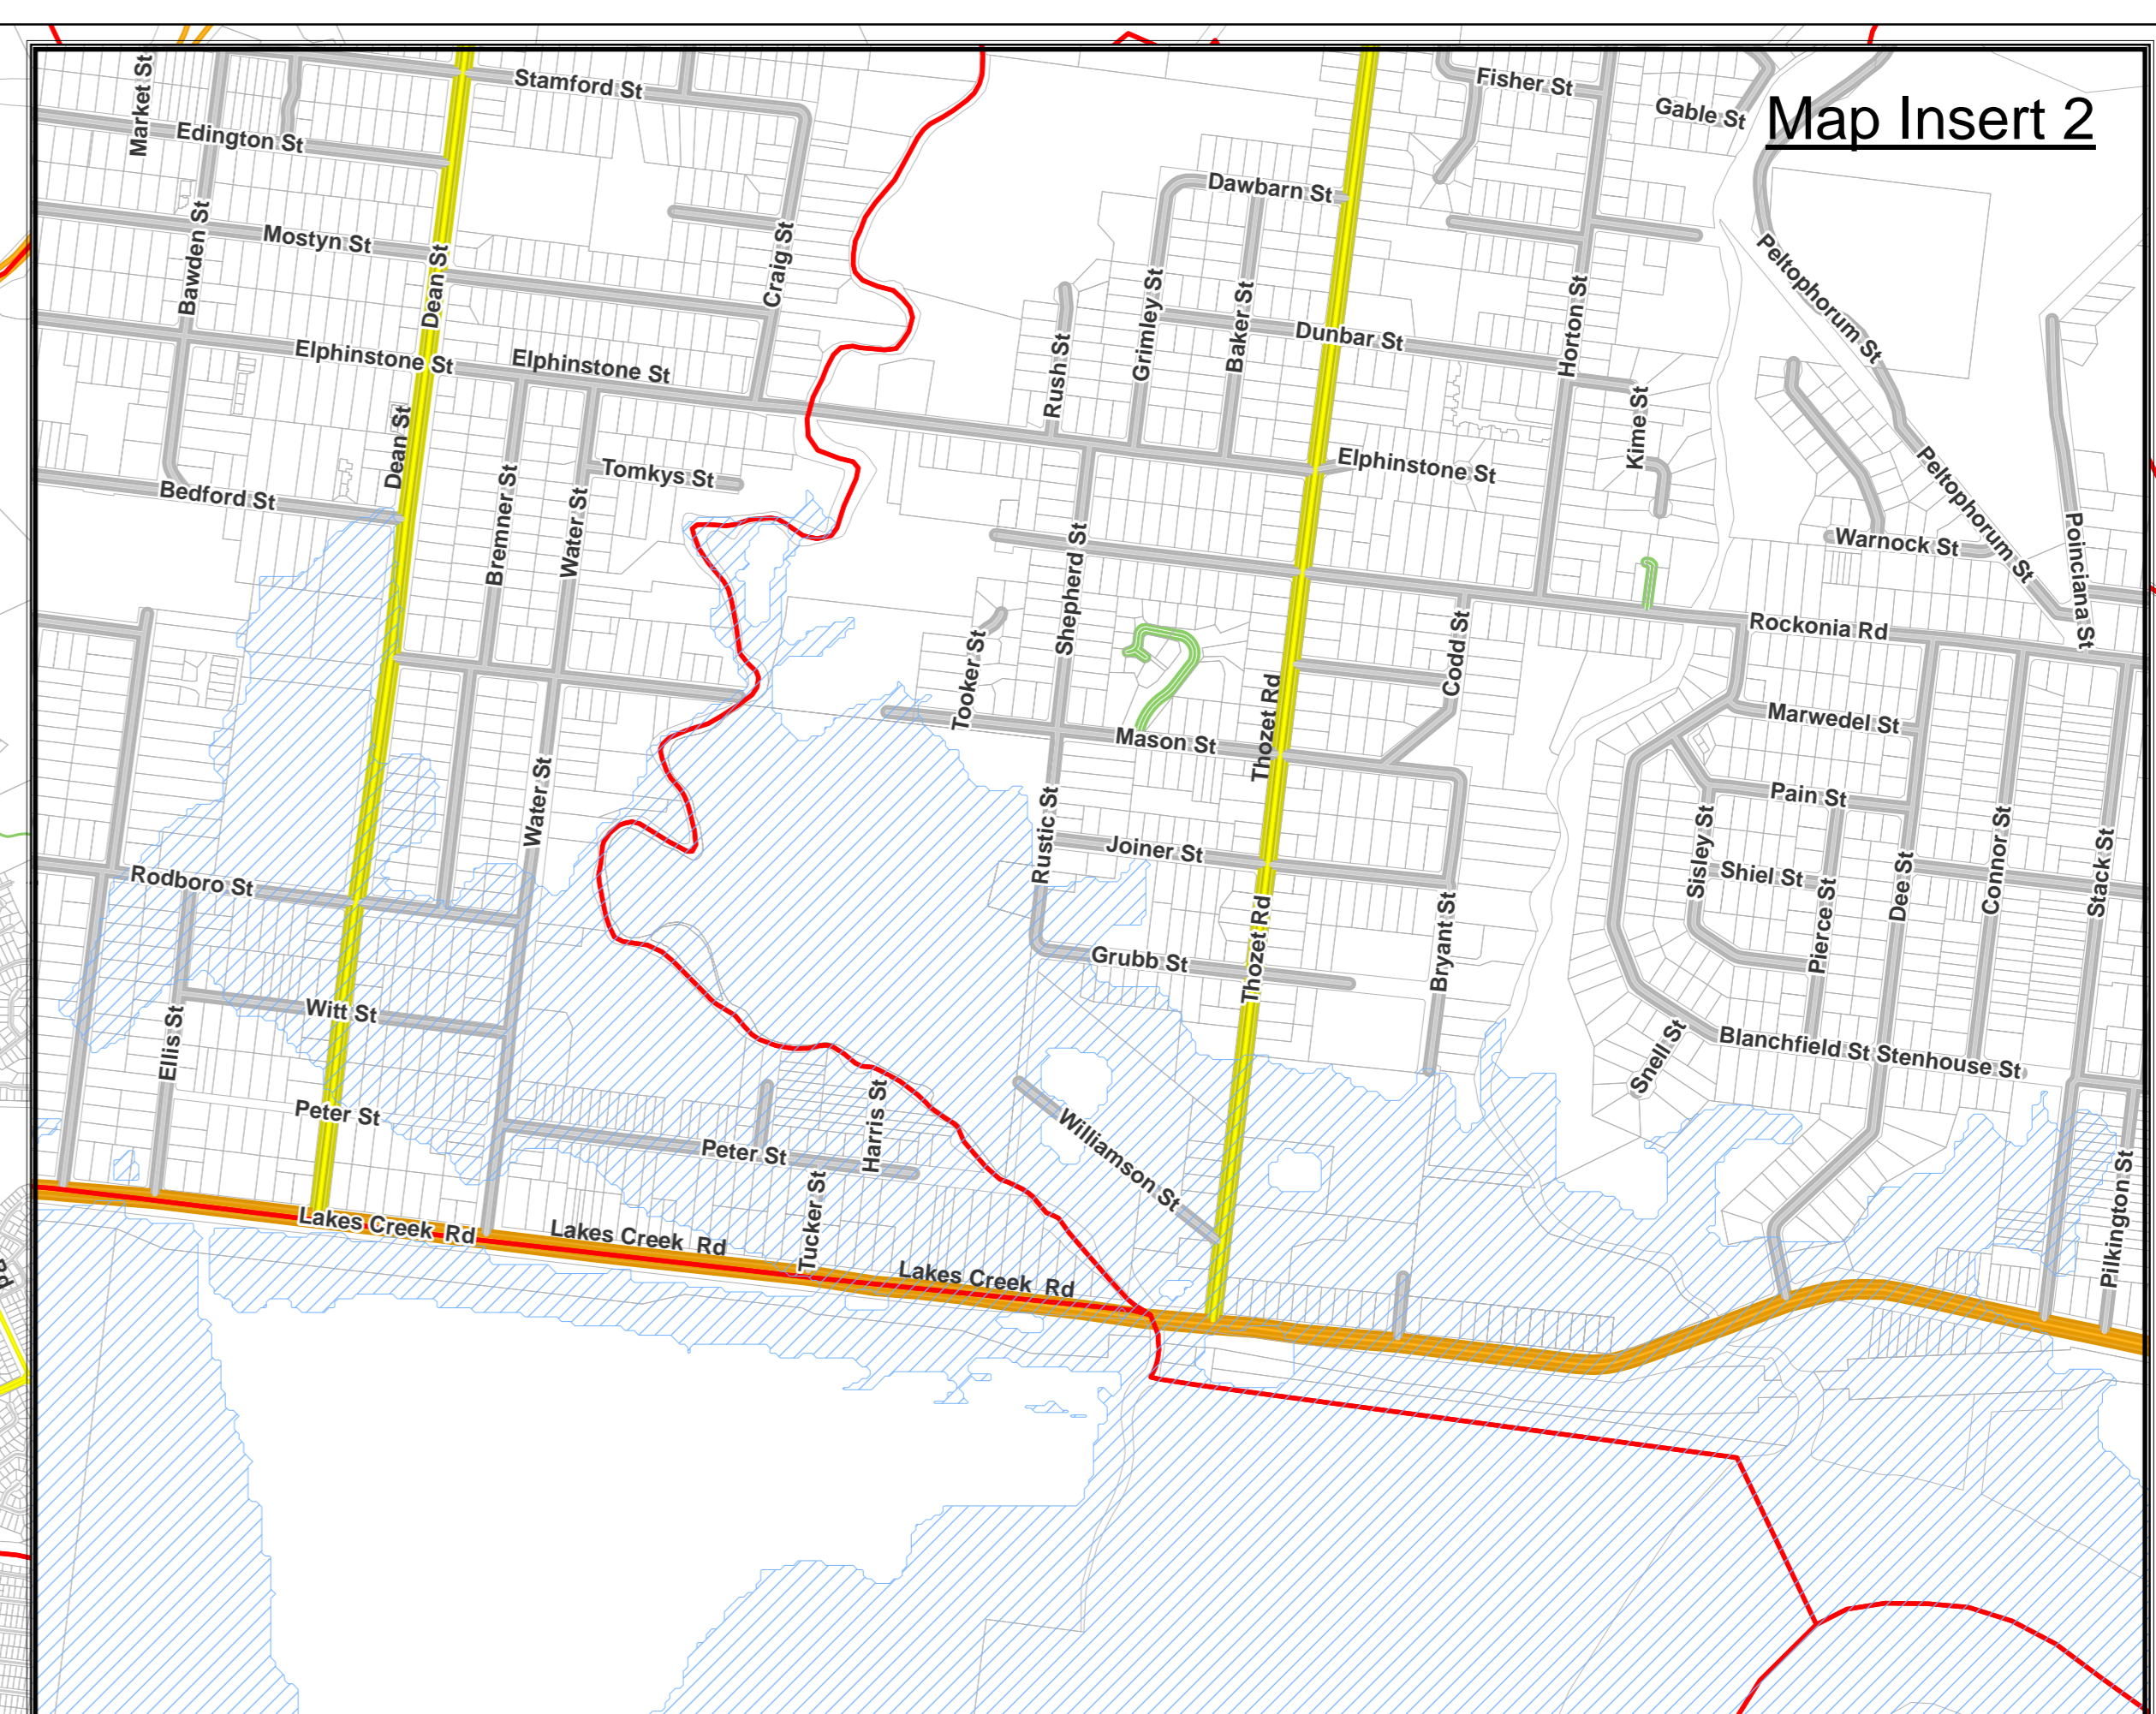 Map Insert 2
Market St
Stamford St
Fisher St
Gable St
Edington St
Dawbarn St
Bawden St
Mostyn St
Dean St
Craig St
Peltophorum St
Grimley St
Baker St
Horton St
Rush St
Dunbar St
Elphinstone St
Elphinstone St
Kime St
Dean St
Elphinstone St
Tomkys St
Bedford St
Bremner St
Water St
Peltophorum St
Warnock St
Poinciana St
Shepherd St
Rockonia Rd
Tooker St
Codd St
Thozet Rd
Marwedel St
Mason St
Water St
Pain St
Rustic St
Joiner St
Sisley St
Connor St
Stack St
Rodboro St
Shiel St
Dee St
Pierce St
Thozet Rd
Bryant St
Grubb St
Witt St
Ellis St
Snell St
Blanchfield St
Stenhouse St
Peter St
Harris St
Peter St
Williamson St
Tucker St
Pilkington St
Lakes Creek Rd
Lakes Creek Rd
Lakes Creek Rd